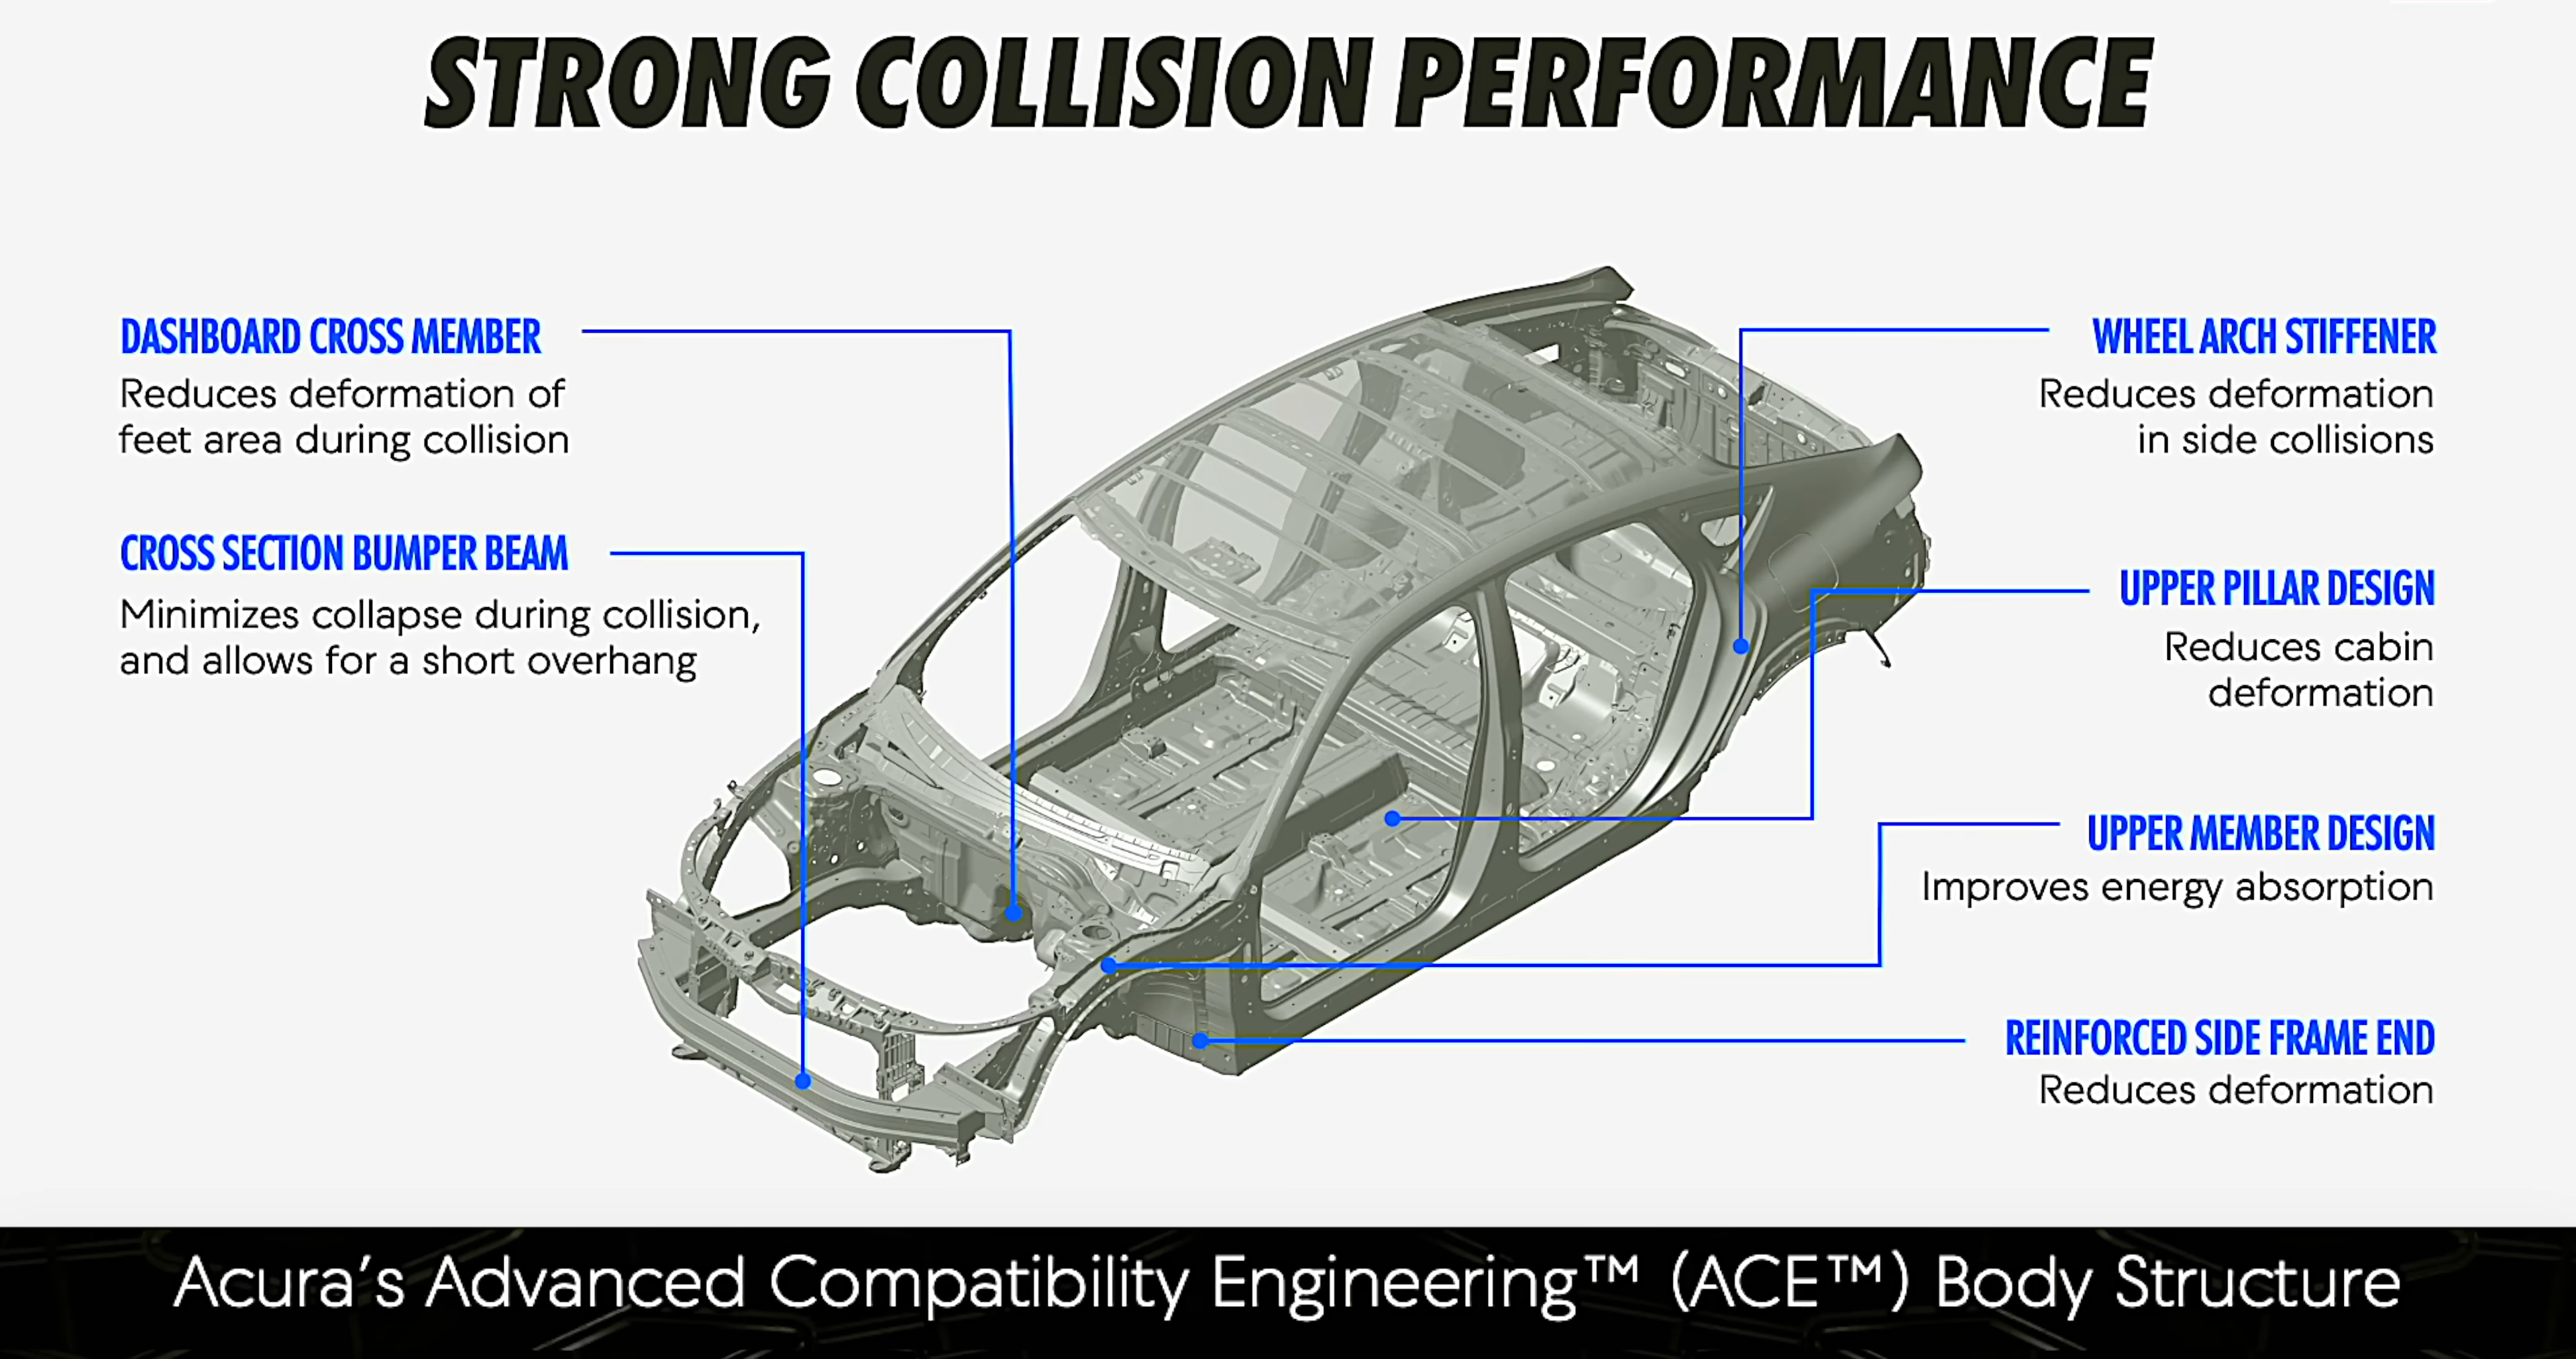 STRONG COLLISION PERFORMANCE
DASHBOARD CROSS MEMBER
Reduces deformation of
feet area during collision
CROSS SECTION BUMPER BEAM
Minimizes collapse during collision,
and allows for a short overhang
WHEEL ARCH STIFFENER
Reduces deformation
in side collisions
UPPER PILLAR DESIGN
Reduces cabin
deformation
UPPER MEMBER DESIGN
Improves energy absorption
REINFORCED SIDE FRAME END
Reduces deformation
Acura’s Advanced Compatibility Engineering™ (ACE™) Body Structure